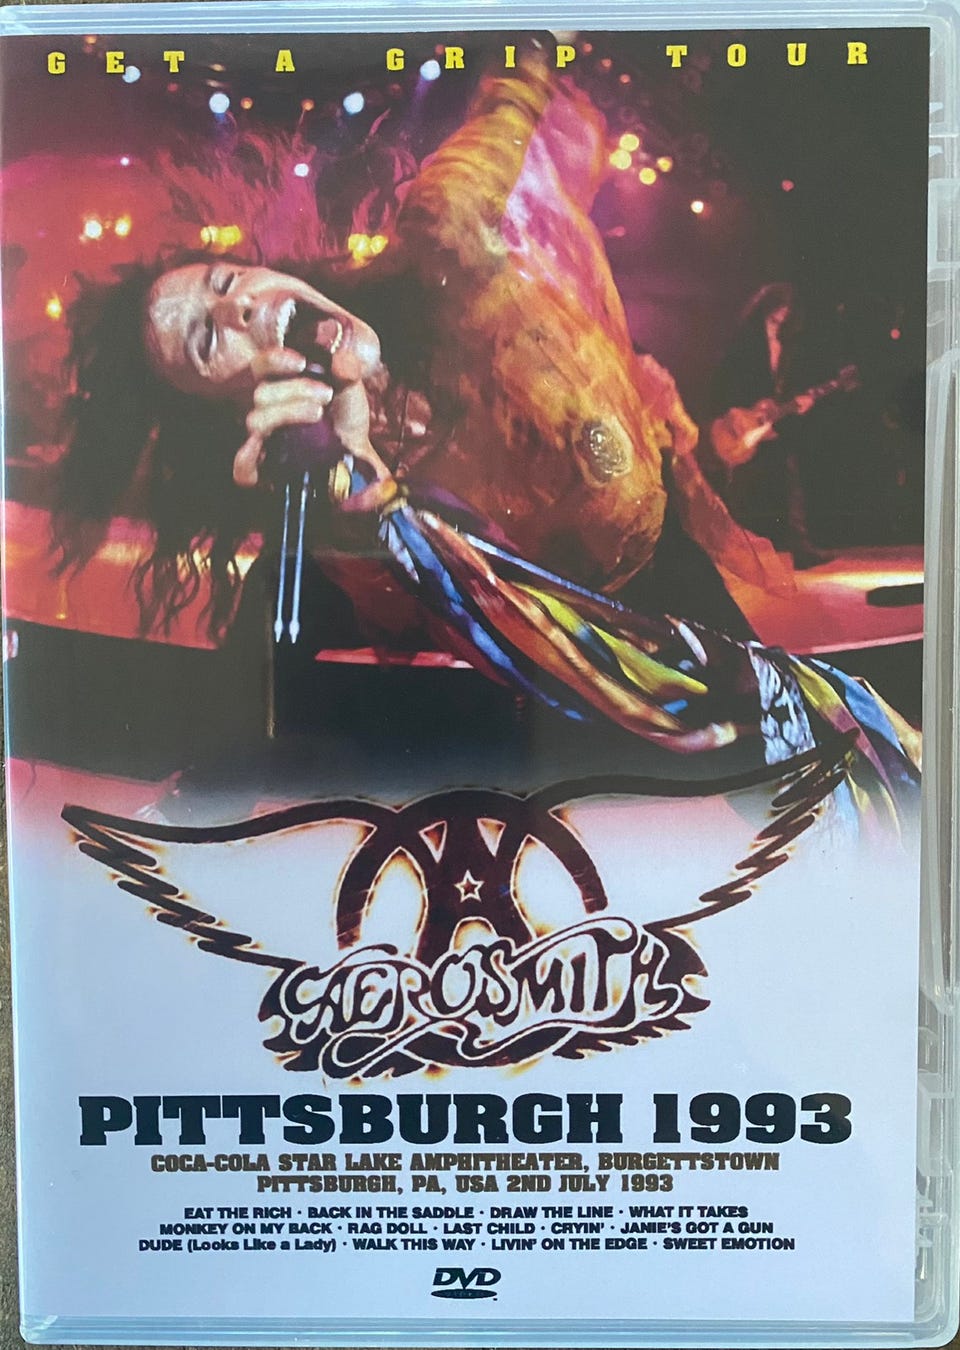 GET A GRIP TOUR
AEROSMITH
PITTSBURGH 1993
COCA-COLA STAR LAKE AMPHITHEATER, BURGETTSTOWN
PITTSBURGH, PA, USA 2ND JULY 1993
EAT THE RICH · BACK IN THE SADDLE · DRAW THE LINE · WHAT IT TAKES
MONKEY ON MY BACK · RAG DOLL · LAST CHILD · CRYIN' · JANIE'S GOT A GUN
DUDE (Looks Like a Lady) · WALK THIS WAY · LIVIN' ON THE EDGE · SWEET EMOTION
DVD